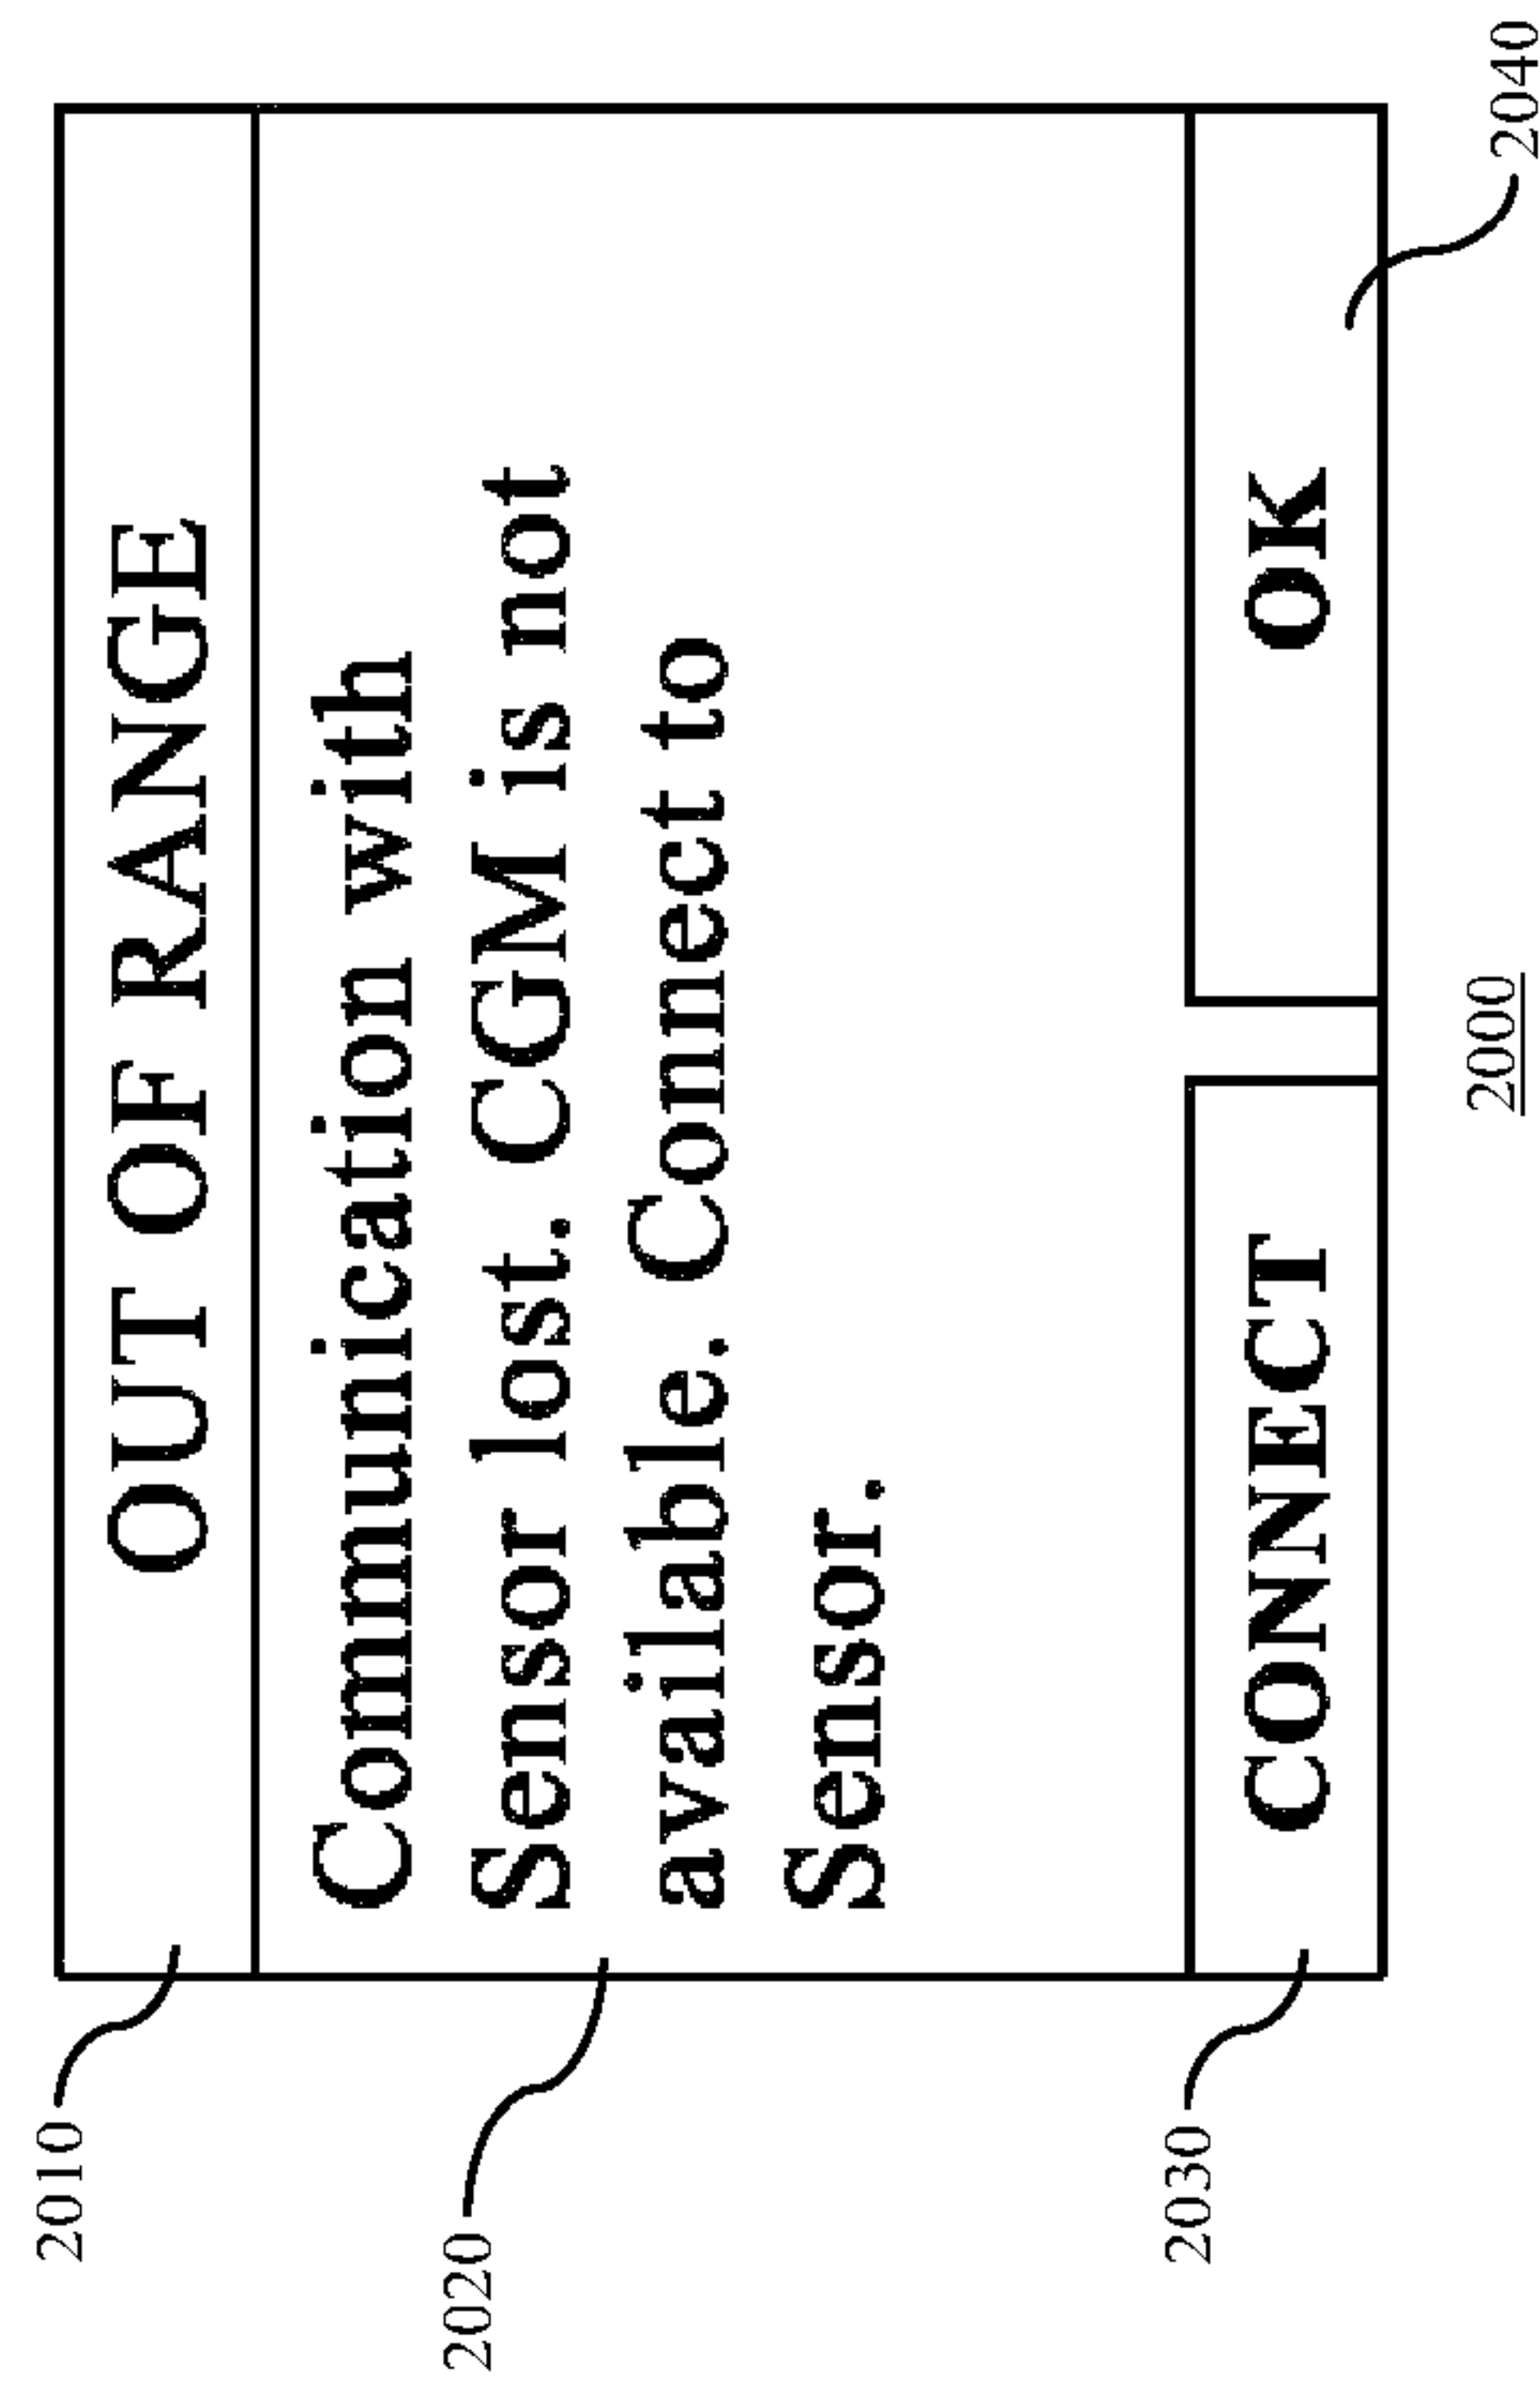 2010
OUT OF RANGE
2020
Communication with
Sensor lost. CGM is not
available. Connect to
Sensor.
2030
CONNECT
OK
2040
2000